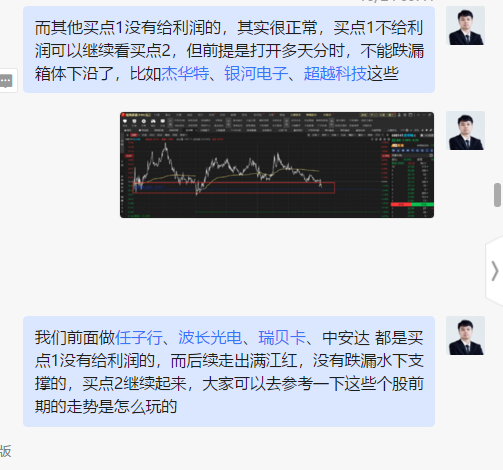 而其他买点1没有给利润的，其实很正常，买点1不给利
润可以继续看买点2，但前提是打开多天分时，不能跌漏
箱体下沿了，比如杰华特、银河电子、超越科技这些
我们前面做任子行、波长光电、瑞贝卡、中安达 都是买
点1没有给利润的，而后续走出满江红，没有跌漏水下支
撑的，买点2继续起来，大家可以去参考一下这些个股前
期的走势是怎么玩的
版